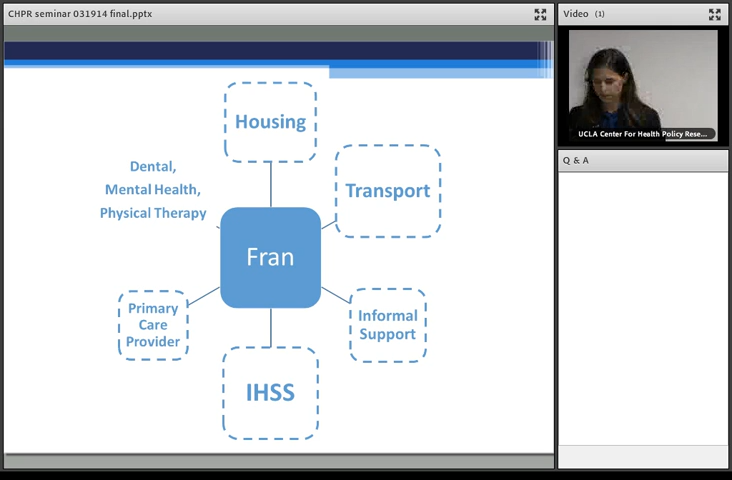 CHPR seminar 031914 final.pptx
Video (1)
UCLA Center For Health Policy Rese...
Q & A
Housing
Dental,
Mental Health,
Physical Therapy
Transport
Fran
Primary
Care
Provider
Informal
Support
IHSS